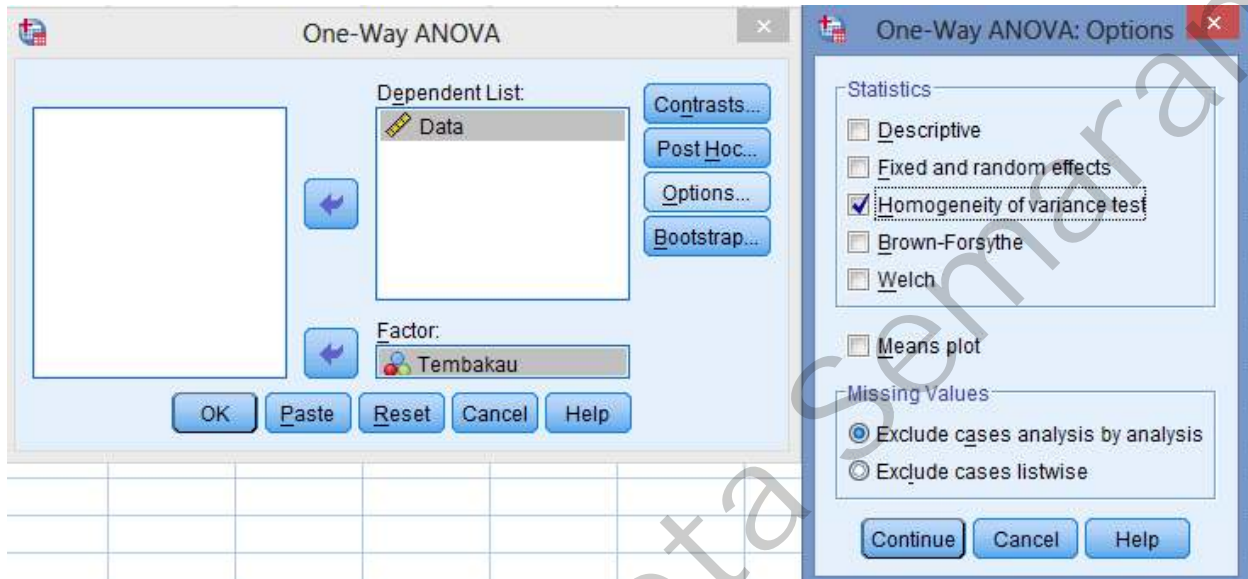 One-Way ANOVA
Dependent List:
Data
Contrasts...
Post Hoc...
Options...
Bootstrap...
Factor:
Tembakau
OK Paste Reset Cancel Help
One-Way ANOVA: Options
Statistics
Descriptive
Fixed and random effects
Homogeneity of variance test
Brown-Forsythe
Welch
Means plot
Missing Values
Exclude cases analysis by analysis
Exclude cases listwise
Continue Cancel Help
ta semaran